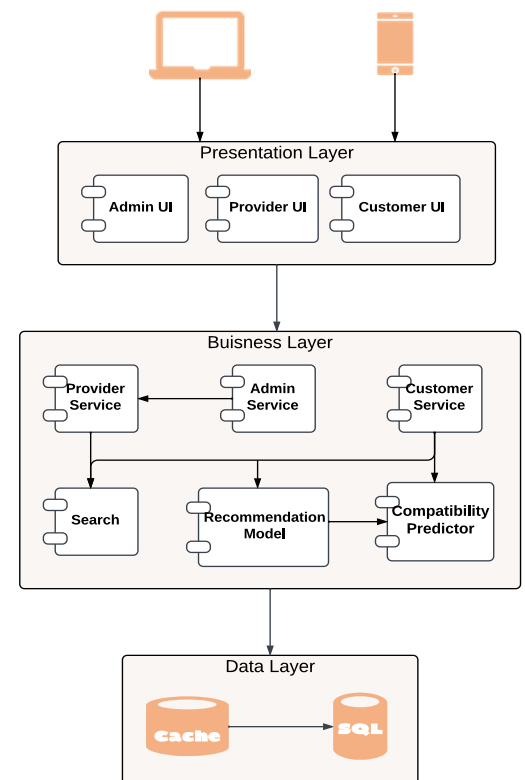 Presentation Layer
Admin UI
Provider UI
Customer UI
Buisness Layer
Provider
Service
Admin
Service
Customer
Service
Search
Recommendation
Model
Compatibility
Predictor
Data Layer
Cache
SQL